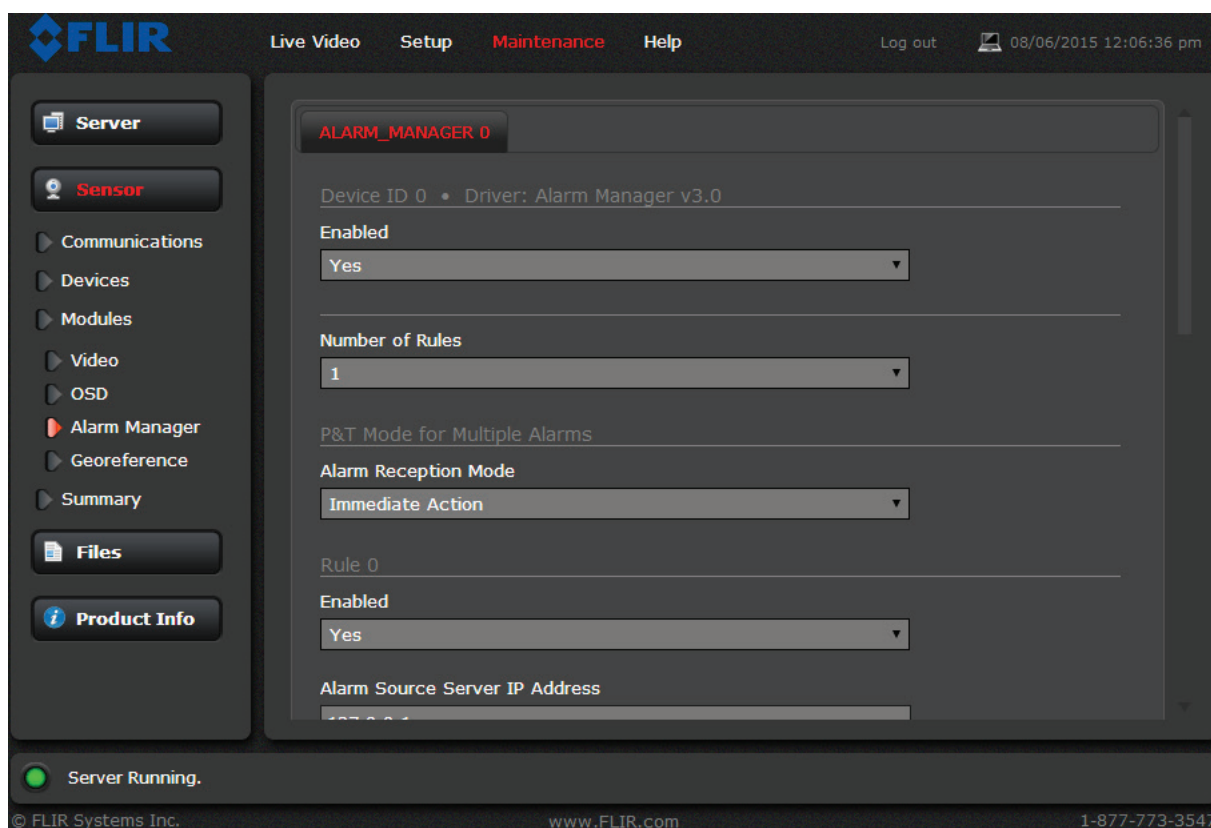 FLIR
Live Video Setup Maintenance Help Log out 08/06/2015 12:06:36 pm
Server
Sensor
Communications
Devices
Modules
Video
OSD
Alarm Manager
Georeference
Summary
Files
Product Info
ALARM_MANAGER 0
Device ID 0 • Driver: Alarm Manager v3.0
Enabled
Yes
Number of Rules
1
P&T Mode for Multiple Alarms
Alarm Reception Mode
Immediate Action
Rule 0
Enabled
Yes
Alarm Source Server IP Address
Server Running.
© FLIR Systems Inc. www.FLIR.com 1-877-773-3547